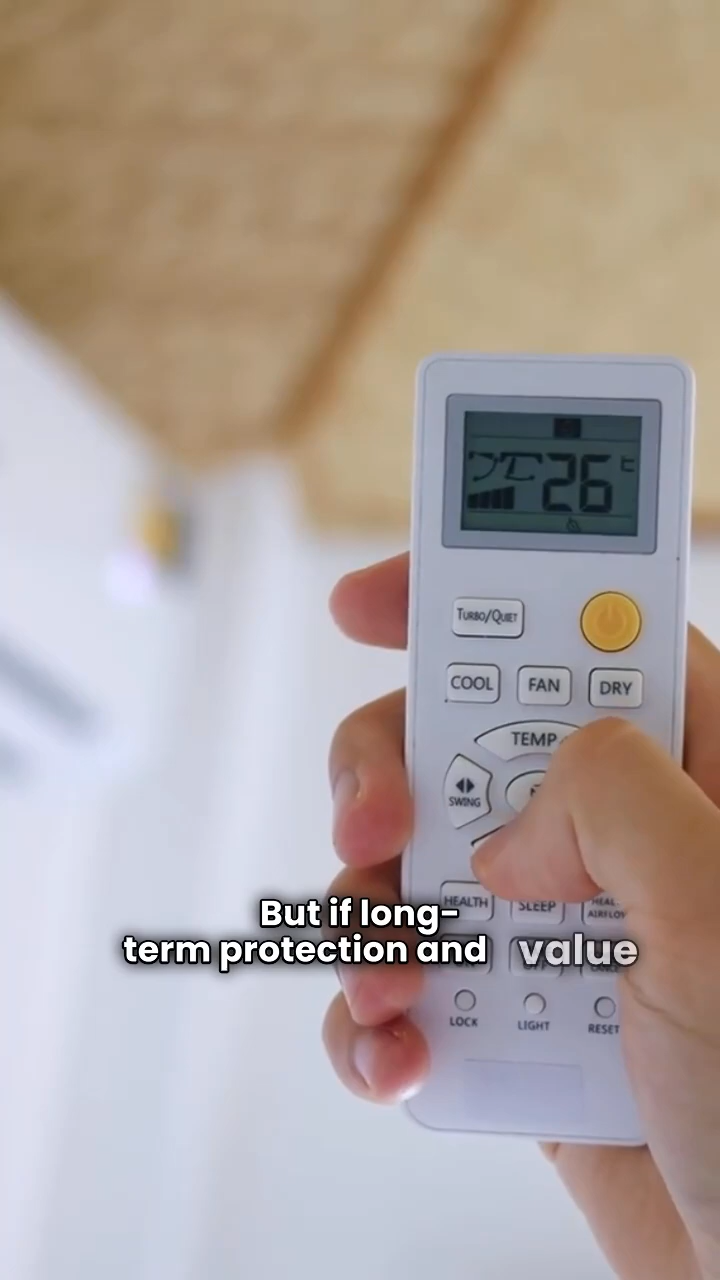 26
TURBO/QUIET
COOL FAN DRY
TEMP
SWING
HEALTH SLEEP
AIRFLOW
But if long-
term protection and value
LOCK LIGHT RESET